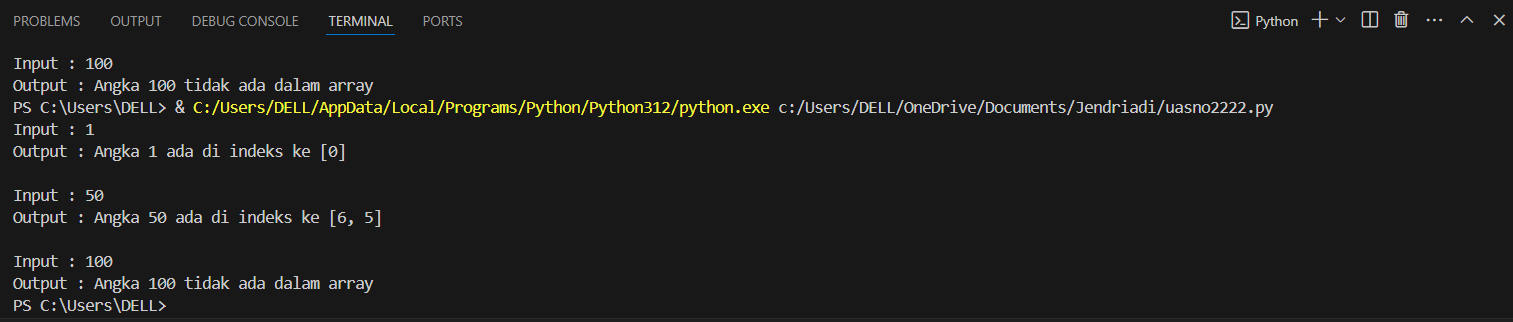 PROBLEMS OUTPUT DEBUG CONSOLE TERMINAL PORTS Python
Input : 100
Output : Angka 100 tidak ada dalam array
PS C:\Users\DELL> & C:/Users/DELL/AppData/Local/Programs/Python/Python312/python.exe c:/Users/DELL/OneDrive/Documents/Jendriadi/uasno2222.py
Input : 1
Output : Angka 1 ada di indeks ke [0]
Input : 50
Output : Angka 50 ada di indeks ke [6, 5]
Input : 100
Output : Angka 100 tidak ada dalam array
PS C:\Users\DELL>